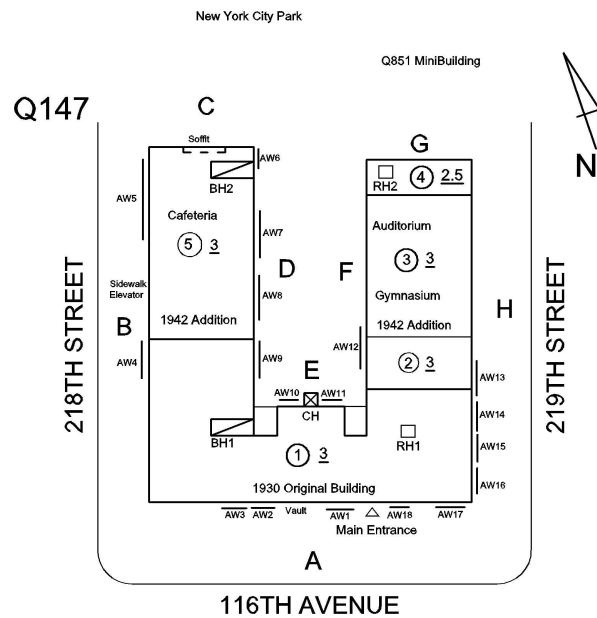 New York City Park
Q851 MiniBuilding
Q147
C
G
N
Soffit
AW6
AW5
BH2
RH2
4 2.5
Cafeteria
AW7
5 3
Auditorium
3 3
D
F
H
Sidewalk
Elevator
AW8
Gymnasium
1942 Addition
1942 Addition
B
AW12
AW4
AW9
2 3
E
AW13
AW10
AW11
CH
AW14
BH1
RH1
AW15
1 3
AW16
1930 Original Building
AW3
AW2
Vault
AW1
AW18
AW17
Main Entrance
A
218TH STREET
219TH STREET
116TH AVENUE